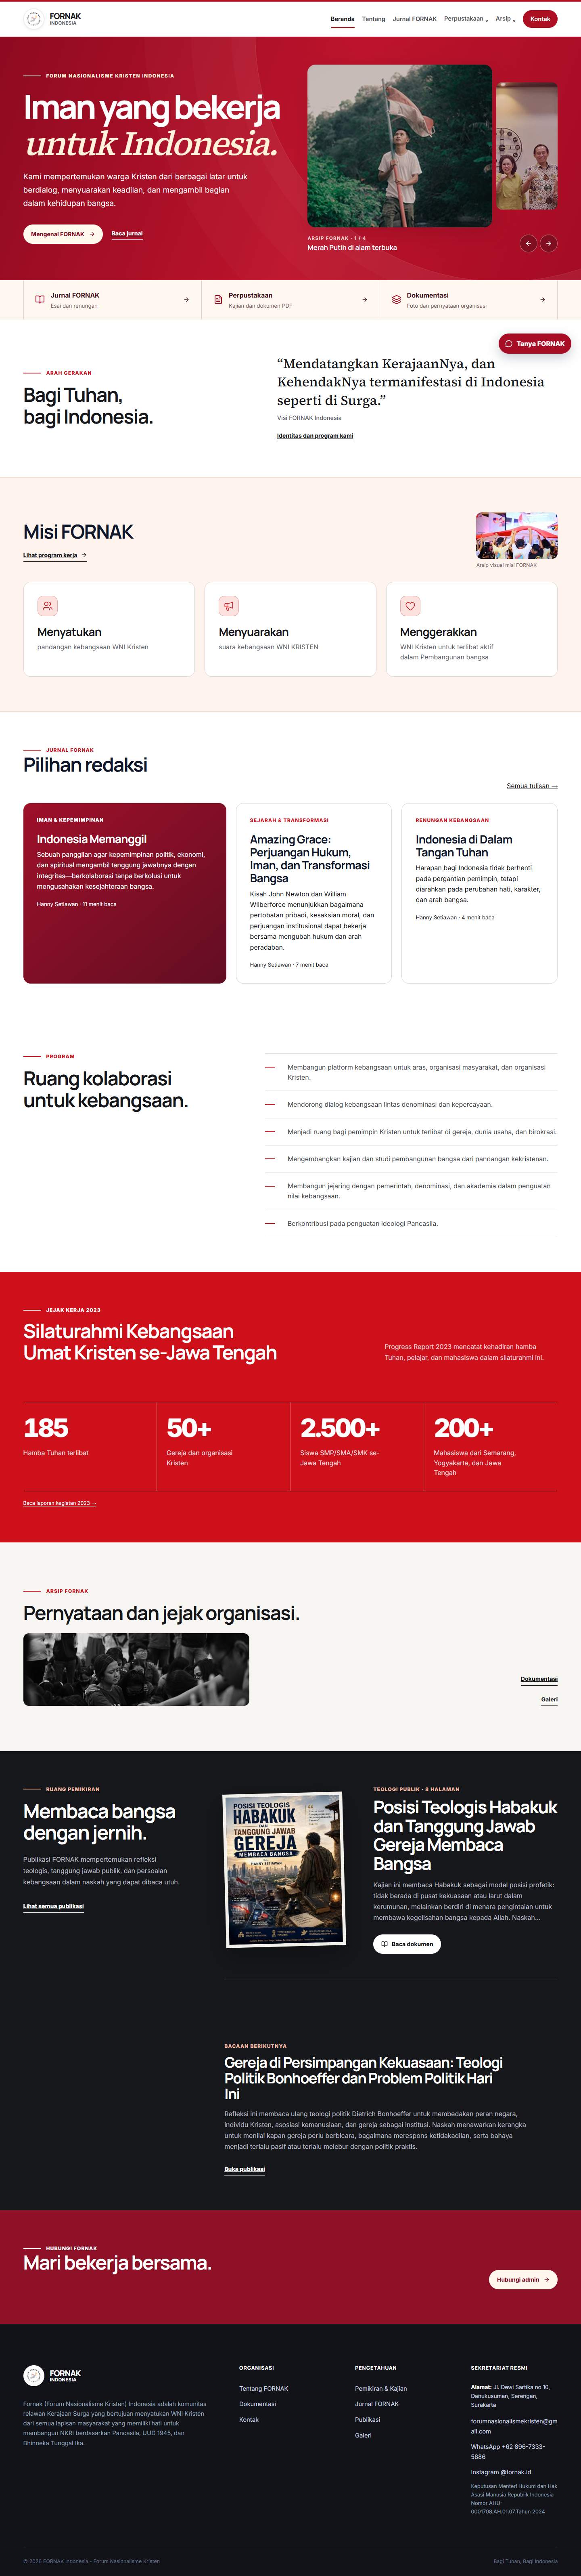 FORNAK
INDONESIA
Beranda
Tentang
Jurnal FORNAK
Perpustakaan
Arsip
Kontak
FORUM NASIONALISME KRISTEN INDONESIA
Iman yang bekerja
untuk Indonesia.
Kami mempertemukan warga Kristen dari berbagai latar untuk
berdialog, menyuarakan keadilan, dan mengambil bagian
dalam kehidupan bangsa.
Mengenal FORNAK →
Baca jurnal
ARSIP FORNAK · 1 / 4
Merah Putih di alam terbuka
← →
Jurnal FORNAK
Esai dan renungan
→
Perpustakaan
Kajian dan dokumen PDF
→
Dokumentasi
Foto dan pernyataan organisasi
→
Tanya FORNAK
ARAH GERAKAN
Bagi Tuhan,
bagi Indonesia.
“Mendatangkan KerajaanNya, dan
KehendakNya termanifestasi di Indonesia
seperti di Surga.”
Visi FORNAK Indonesia
Identitas dan program kami
Misi FORNAK
Lihat program kerja →
Arsip visual misi FORNAK
Menyatukan
pandangan kebangsaan WNI Kristen
Menyuarakan
suara kebangsaan WNI KRISTEN
Menggerakkan
WNI Kristen untuk terlibat aktif
dalam Pembangunan bangsa
JURNAL FORNAK
Pilihan redaksi
Semua tulisan →
IMAN & KEPEMIMPINAN
Indonesia Memanggil
Sebuah panggilan agar kepemimpinan politik, ekonomi,
dan spiritual mengambil tanggung jawabnya dengan
integritas—berkolaborasi tanpa berkolusi untuk
mengusahakan kesejahteraan bangsa.
Hanny Setiawan · 11 menit baca
SEJARAH & TRANSFORMASI
Amazing Grace:
Perjuangan Hukum,
Iman, dan Transformasi
Bangsa
Kisah John Newton dan William
Wilberforce menunjukkan bagaimana
pertobatan pribadi, kesaksian moral, dan
perjuangan institusional dapat bekerja
bersama mengubah hukum dan arah
peradaban.
Hanny Setiawan · 7 menit baca
RENUNGAN KEBANGSAAN
Indonesia di Dalam
Tangan Tuhan
Harapan bagi Indonesia tidak berhenti
pada pergantian pemimpin, tetapi
diarahkan pada perubahan hati, karakter,
dan arah bangsa.
Hanny Setiawan · 4 menit baca
PROGRAM
Ruang kolaborasi
untuk kebangsaan.
Membangun platform kebangsaan untuk aras, organisasi masyarakat, dan organisasi
Kristen.
Mendorong dialog kebangsaan lintas denominasi dan kepercayaan.
Menjadi ruang bagi pemimpin Kristen untuk terlibat di gereja, dunia usaha, dan birokrasi.
Mengembangkan kajian dan studi pembangunan bangsa dari pandangan kekristenan.
Membangun jejaring dengan pemerintah, denominasi, dan akademia dalam penguatan
nilai kebangsaan.
Berkontribusi pada penguatan ideologi Pancasila.
JEJAK KERJA 2023
Silaturahmi Kebangsaan
Umat Kristen se-Jawa Tengah
Progress Report 2023 mencatat kehadiran hamba
Tuhan, pelajar, dan mahasiswa dalam silaturahmi ini.
185
Hamba Tuhan terlibat
50+
Gereja dan organisasi
Kristen
2.500+
Siswa SMP/SMA/SMK se-
Jawa Tengah
200+
Mahasiswa dari Semarang,
Yogyakarta, dan Jawa
Tengah
Baca laporan kegiatan 2023 →
ARSIP FORNAK
Pernyataan dan jejak organisasi.
Dokumentasi
Galeri
RUANG PEMIKIRAN
Membaca bangsa
dengan jernih.
Publikasi FORNAK mempertemukan refleksi
teologis, tanggung jawab publik, dan persoalan
kebangsaan dalam naskah yang dapat dibaca utuh.
Lihat semua publikasi
POSISI TEOLOGIS
HABAKUK
DAN
TANGGUNG JAWAB
GEREJA
MEMBACA BANGSA
HANNY SETIAWAN
TEOLOGI PUBLIK · 8 HALAMAN
Posisi Teologis Habakuk
dan Tanggung Jawab
Gereja Membaca
Bangsa
Kajian ini membaca Habakuk sebagai model posisi profetik:
tidak berada di pusat kekuasaan atau larut dalam
kerumunan, melainkan berdiri di menara pengintaian untuk
membawa kegelisahan bangsa kepada Allah. Naskah...
Baca dokumen
BACAAN BERIKUTNYA
Gereja di Persimpangan Kekuasaan: Teologi
Politik Bonhoeffer dan Problem Politik Hari
Ini
Refleksi ini membaca ulang teologi politik Dietrich Bonhoeffer untuk membedakan peran negara,
individu Kristen, asosiasi kemanusiaan, dan gereja sebagai institusi. Naskah menawarkan kerangka
untuk menilai kapan gereja perlu berbicara, bagaimana merespons ketidakadilan, serta bahaya
menjadi terlalu pasif atau terlalu melebur dengan politik praktis.
Buka publikasi
HUBUNGI FORNAK
Mari bekerja bersama.
Hubungi admin →
FORNAK
INDONESIA
Fornak (Forum Nasionalisme Kristen) Indonesia adalah komunitas
relawan Kerajaan Surga yang bertujuan menyatukan WNI Kristen
dari semua lapisan masyarakat yang memiliki hati untuk
membangun NKRI berdasarkan Pancasila, UUD 1945, dan
Bhinneka Tunggal Ika.
ORGANISASI
Tentang FORNAK
Dokumentasi
Kontak
PENGETAHUAN
Pemikiran & Kajian
Jurnal FORNAK
Publikasi
Galeri
SEKRETARIAT RESMI
Alamat: Jl. Dewi Sartika no 10,
Danukusuman, Serengan,
Surakarta
forumnasionalismekristen@gm
ail.com
WhatsApp +62 896-7333-
5886
Instagram @fornak.id
Keputusan Menteri Hukum dan Hak
Asasi Manusia Republik Indonesia
Nomor AHU-
0001708.AH.01.07.Tahun 2024
© 2026 FORNAK Indonesia - Forum Nasionalisme Kristen
Bagi Tuhan, Bagi Indonesia